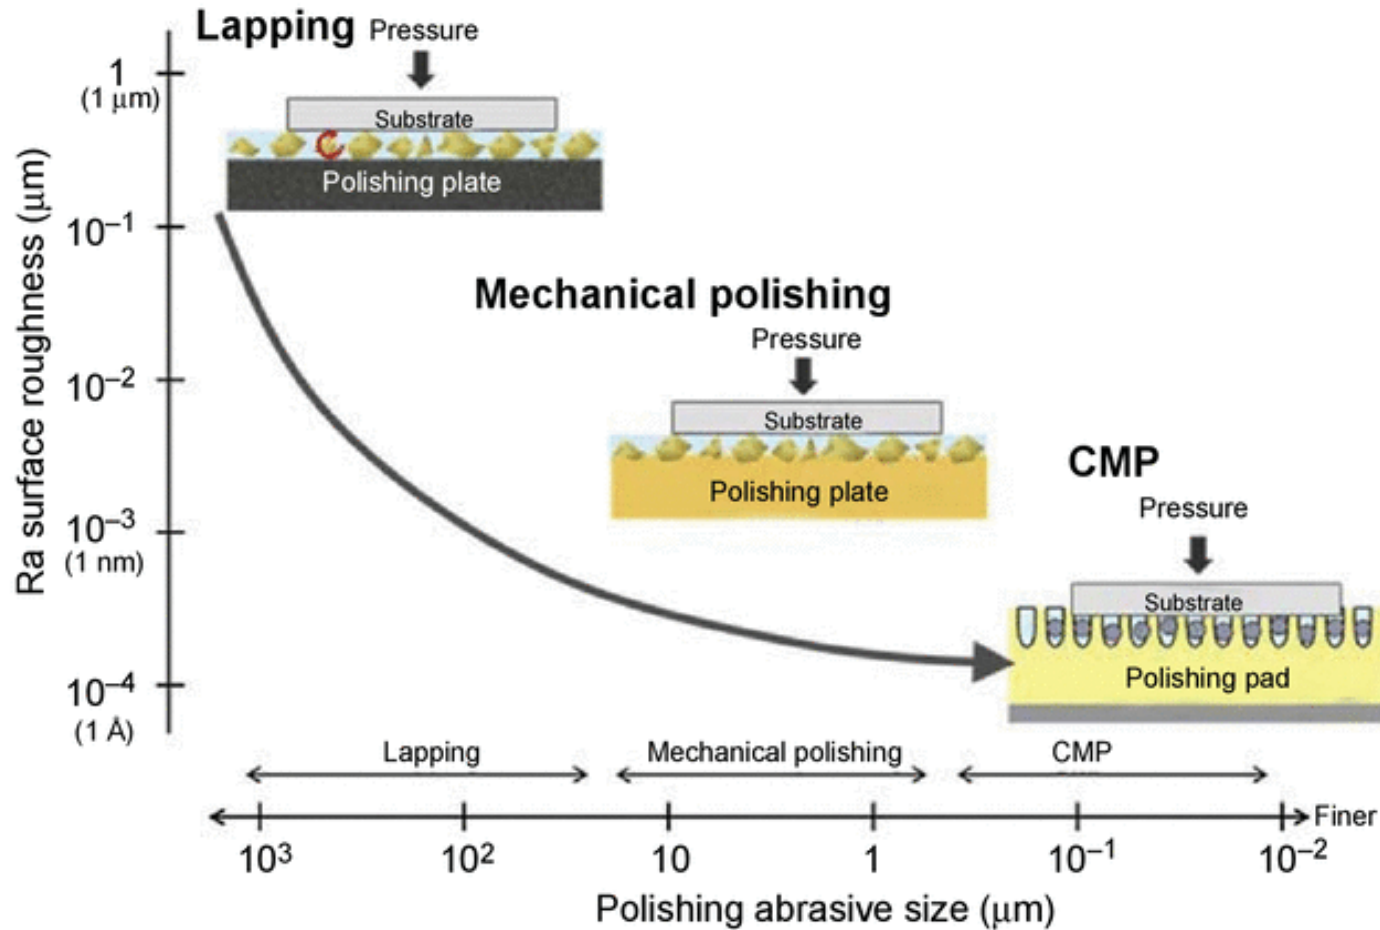 Lapping
Pressure
Substrate
Polishing plate
Mechanical polishing
Pressure
Substrate
Polishing plate
CMP
Pressure
Substrate
Polishing pad
Ra surface roughness (μm)
1
(1 μm)
10⁻¹
10⁻²
10⁻³
(1 nm)
10⁻⁴
(1 Å)
Lapping
Mechanical polishing
CMP
Finer
10³
10²
10
1
10⁻¹
10⁻²
Polishing abrasive size (μm)